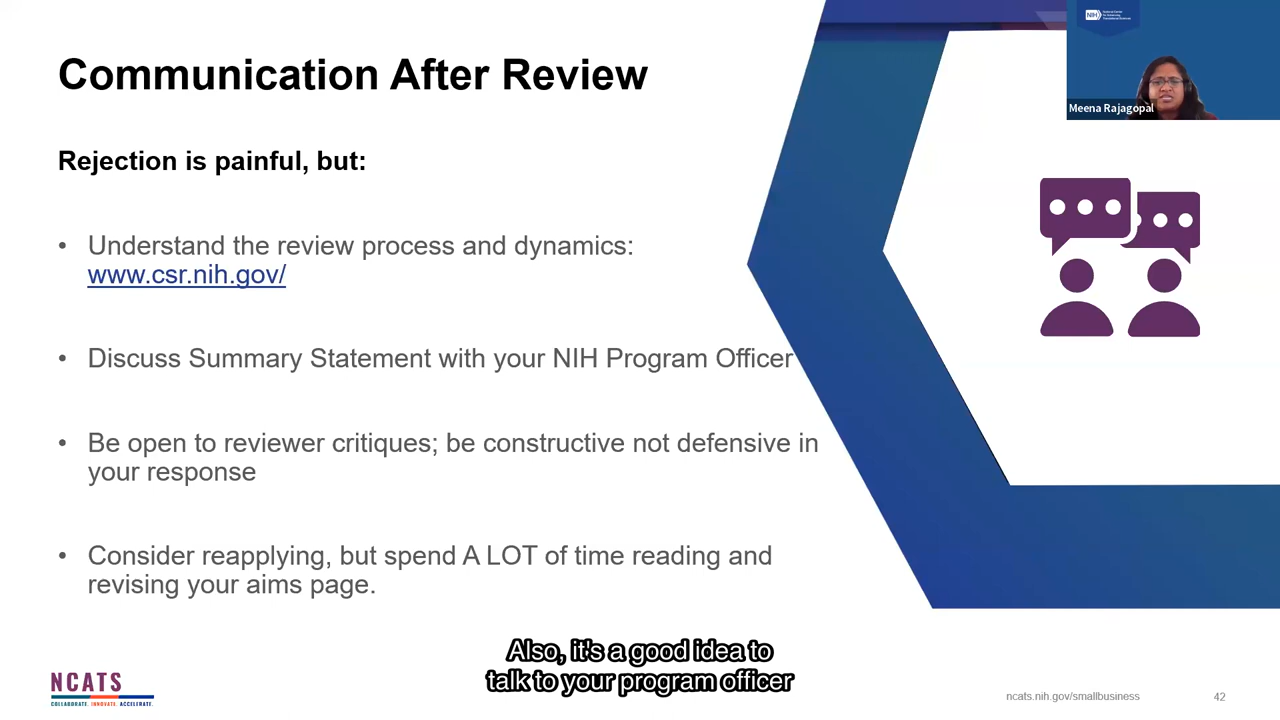 Communication After Review
Rejection is painful, but:
• Understand the review process and dynamics:
www.csr.nih.gov/
• Discuss Summary Statement with your NIH Program Officer
• Be open to reviewer critiques; be constructive not defensive in
your response
• Consider reapplying, but spend A LOT of time reading and
revising your aims page.
NIH
Meena Rajagopal
Also, it's a good idea to
talk to your program officer
NCATS
COLLABORATE. INNOVATE. ACCELERATE.
ncats.nih.gov/smallbusiness
42